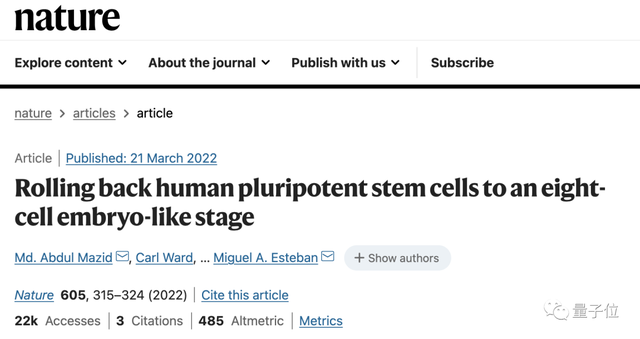 nature
Explore content About the journal Publish with us Subscribe
nature > articles > article
Article Published: 21 March 2022
Rolling back human pluripotent stem cells to an eight-
cell embryo-like stage
Md. Abdul Mazid, Carl Ward, ... Miguel A. Esteban + Show authors
Nature 605, 315–324 (2022) Cite this article
22k Accesses 3 Citations 485 Altmetric Metrics
量子位